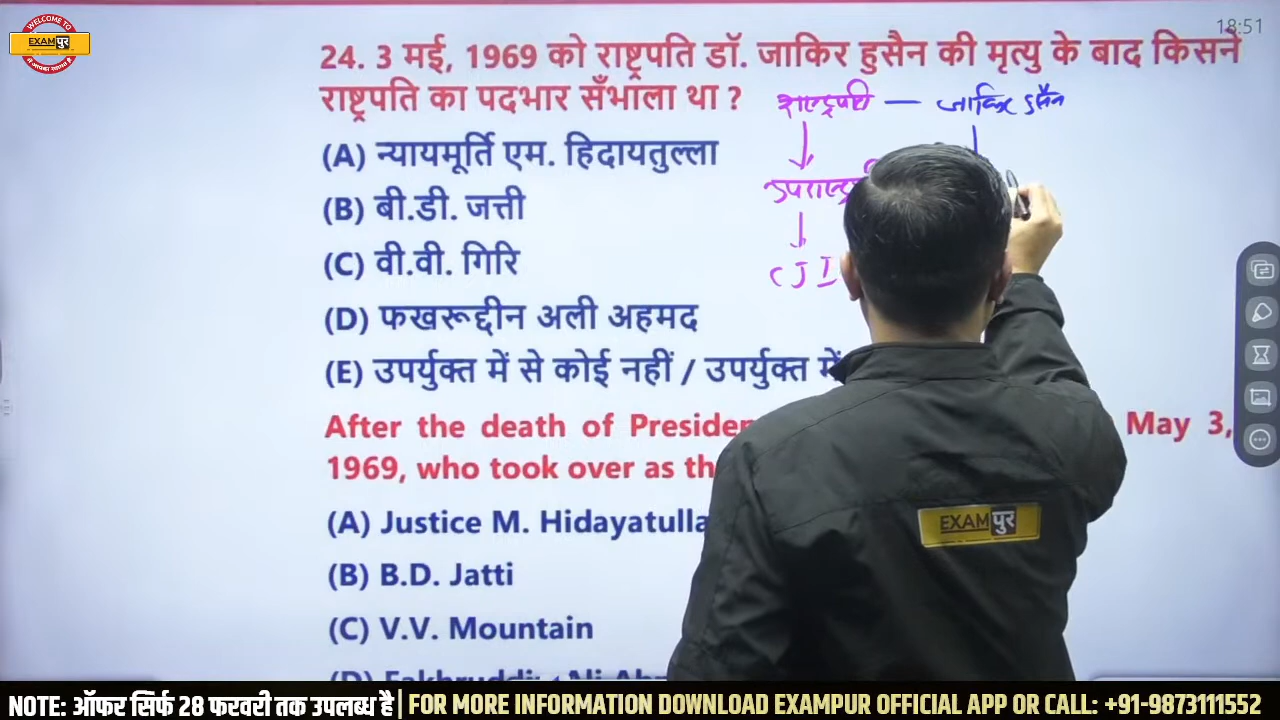 WELCOME TO
EXAMपुर
18:51
24. 3 मई, 1969 को राष्ट्रपति डॉ. जाकिर हुसैन की मृत्यु के बाद किसने
राष्ट्रपति का पदभार सँभाला था ?
राष्ट्रपति — जाकिर हुसैन
(A) न्यायमूर्ति एम. हिदायतुल्ला
(B) बी.डी. जत्ती
(C) वी.वी. गिरि
CJI
(D) फखरूद्दीन अली अहमद
(E) उपर्युक्त में से कोई नहीं / उपर्युक्त में
After the death of May 3,
1969, who took over as
(A) Justice M. Hidayatulla
(B) B.D. Jatti
(C) V.V. Mountain
EXAMपुर
NOTE: ऑफर सिर्फ 28 फरवरी तक उपलब्ध है | FOR MORE INFORMATION DOWNLOAD EXAMPUR OFFICIAL APP OR CALL: +91-9873111552